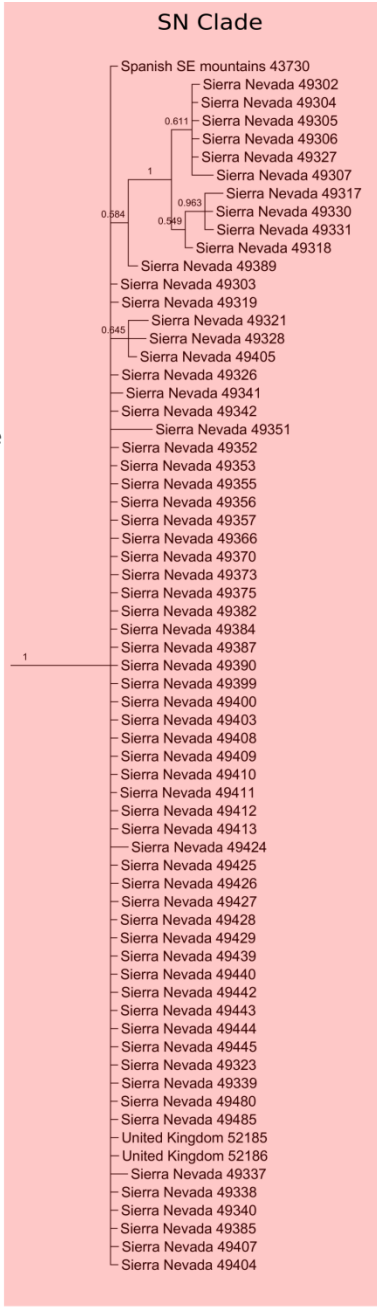 SN Clade
Spanish SE mountains 43730
Sierra Nevada 49302
Sierra Nevada 49304
0.611
Sierra Nevada 49305
Sierra Nevada 49306
Sierra Nevada 49327
1
Sierra Nevada 49307
Sierra Nevada 49317
0.963
Sierra Nevada 49330
0.584
0.549
Sierra Nevada 49331
Sierra Nevada 49318
Sierra Nevada 49389
Sierra Nevada 49303
Sierra Nevada 49319
Sierra Nevada 49321
0.645
Sierra Nevada 49328
Sierra Nevada 49405
Sierra Nevada 49326
Sierra Nevada 49341
Sierra Nevada 49342
Sierra Nevada 49351
Sierra Nevada 49352
Sierra Nevada 49353
Sierra Nevada 49355
Sierra Nevada 49356
Sierra Nevada 49357
Sierra Nevada 49366
Sierra Nevada 49370
Sierra Nevada 49373
Sierra Nevada 49375
Sierra Nevada 49382
Sierra Nevada 49384
Sierra Nevada 49387
1
Sierra Nevada 49390
Sierra Nevada 49399
Sierra Nevada 49400
Sierra Nevada 49403
Sierra Nevada 49408
Sierra Nevada 49409
Sierra Nevada 49410
Sierra Nevada 49411
Sierra Nevada 49412
Sierra Nevada 49413
Sierra Nevada 49424
Sierra Nevada 49425
Sierra Nevada 49426
Sierra Nevada 49427
Sierra Nevada 49428
Sierra Nevada 49429
Sierra Nevada 49439
Sierra Nevada 49440
Sierra Nevada 49442
Sierra Nevada 49443
Sierra Nevada 49444
Sierra Nevada 49445
Sierra Nevada 49323
Sierra Nevada 49339
Sierra Nevada 49480
Sierra Nevada 49485
United Kingdom 52185
United Kingdom 52186
Sierra Nevada 49337
Sierra Nevada 49338
Sierra Nevada 49340
Sierra Nevada 49385
Sierra Nevada 49407
Sierra Nevada 49404